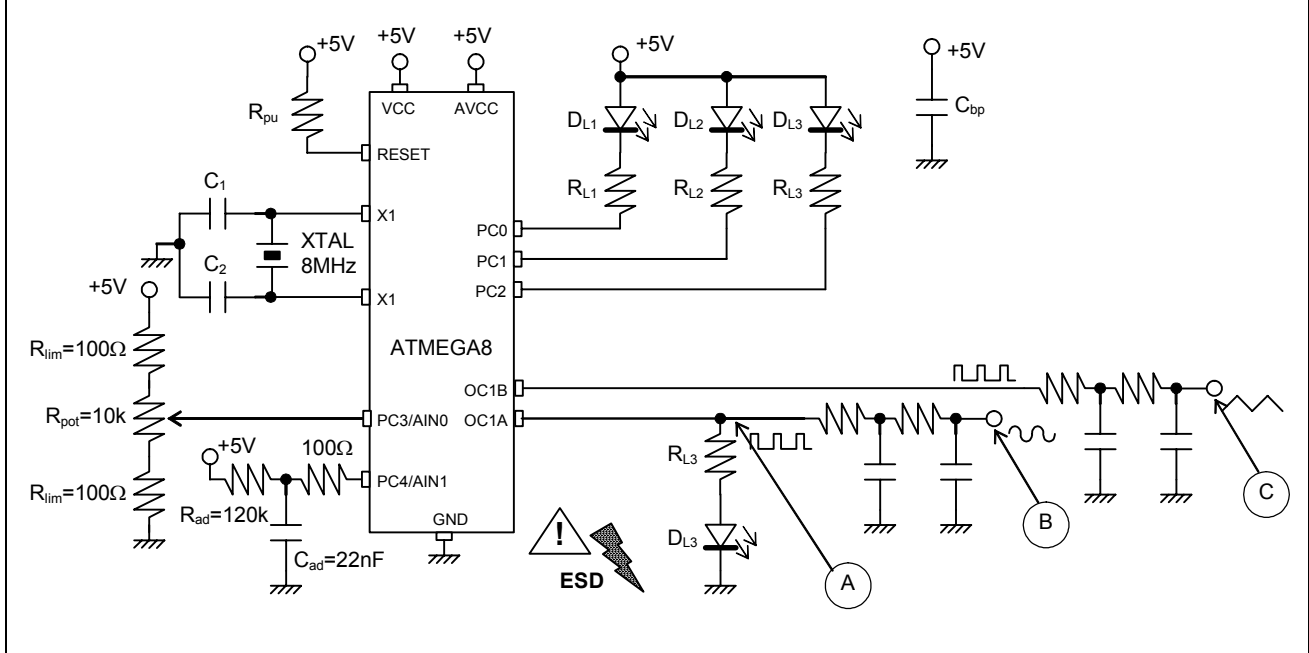 +5V
+5V
+5V
+5V
+5V
Rpu
VCC
AVCC
DL1
DL2
DL3
Cbp
RESET
C1
RL1
RL2
RL3
X1
XTAL
8MHz
PC0
C2
PC1
+5V
X1
PC2
Rlim=100Ω
ATMEGA8
OC1B
Rpot=10k
PC3/AIN0
OC1A
+5V
100Ω
RL3
Rlim=100Ω
PC4/AIN1
C
Rad=120k
GND
!
B
DL3
Cad=22nF
ESD
A